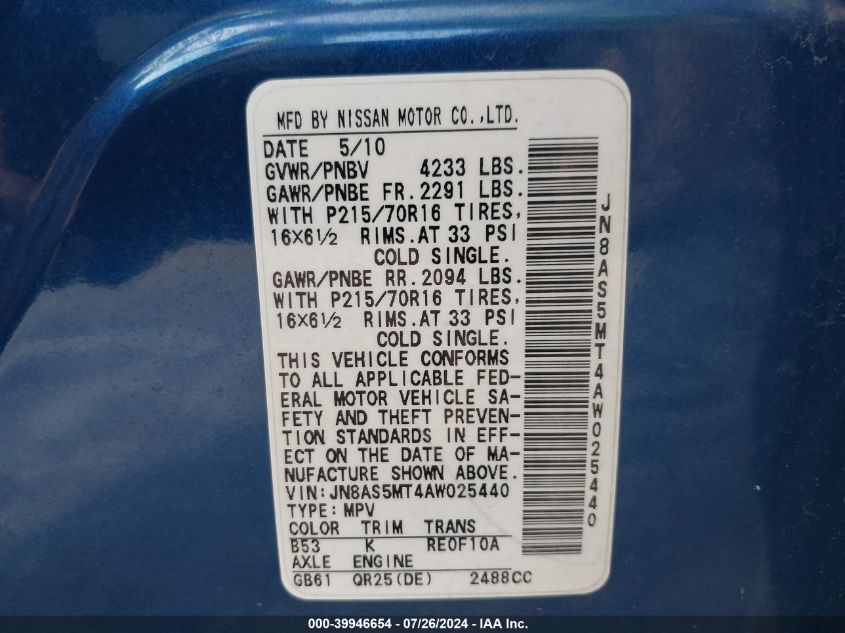 MFD BY NISSAN MOTOR CO.,LTD.
DATE 5/10
GVWR/PNBV 4233 LBS.
GAWR/PNBE FR.2291 LBS.
WITH P215/70R16 TIRES,
16X6½ RIMS.AT 33 PSI
COLD SINGLE.
GAWR/PNBE RR.2094 LBS.
WITH P215/70R16 TIRES,
16X6½ RIMS.AT 33 PSI
COLD SINGLE.
THIS VEHICLE CONFORMS
TO ALL APPLICABLE FED-
ERAL MOTOR VEHICLE SA-
FETY AND THEFT PREVEN-
TION STANDARDS IN EFF-
ECT ON THE DATE OF MA-
NUFACTURE SHOWN ABOVE.
VIN:JN8AS5MT4AW025440
TYPE:MPV
COLOR TRIM TRANS
B53 K RE0F10A
AXLE ENGINE
GB61 QR25(DE) 2488CC
JN8AS5MT4AW025440
000-39946654 - 07/26/2024 - IAA Inc.